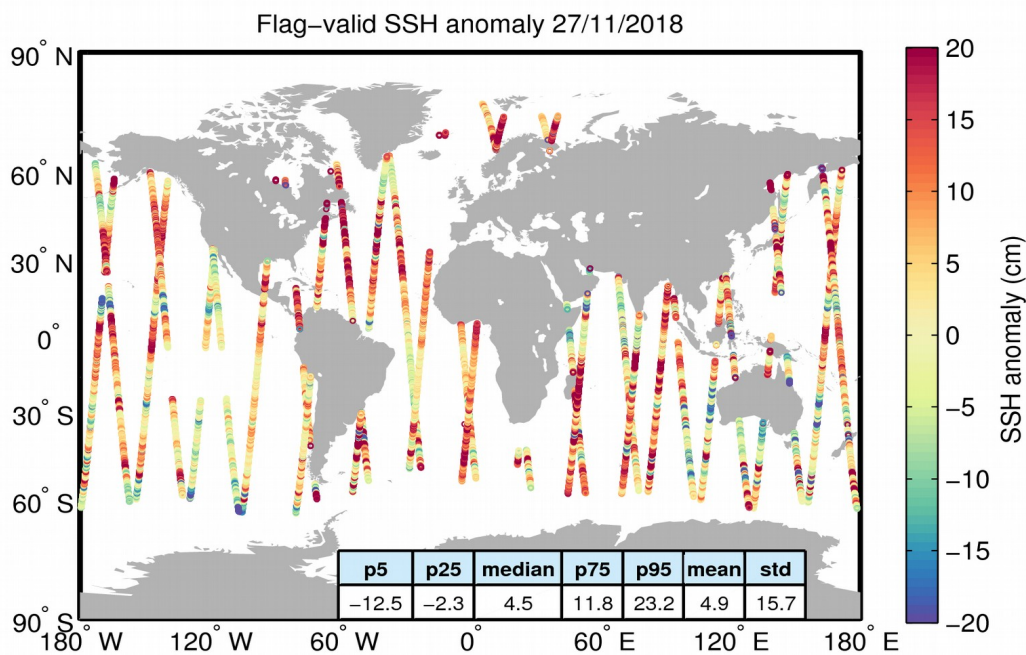 Flag−valid SSH anomaly 27/11/2018
90° N
60° N
30° N
0°
30° S
60° S
90° S
180° W
120° W
60° W
0°
60° E
120° E
180° E
p5 p25 median p75 p95 mean std
−12.5 −2.3 4.5 11.8 23.2 4.9 15.7
20
15
10
5
0
−5
−10
−15
−20
SSH anomaly (cm)